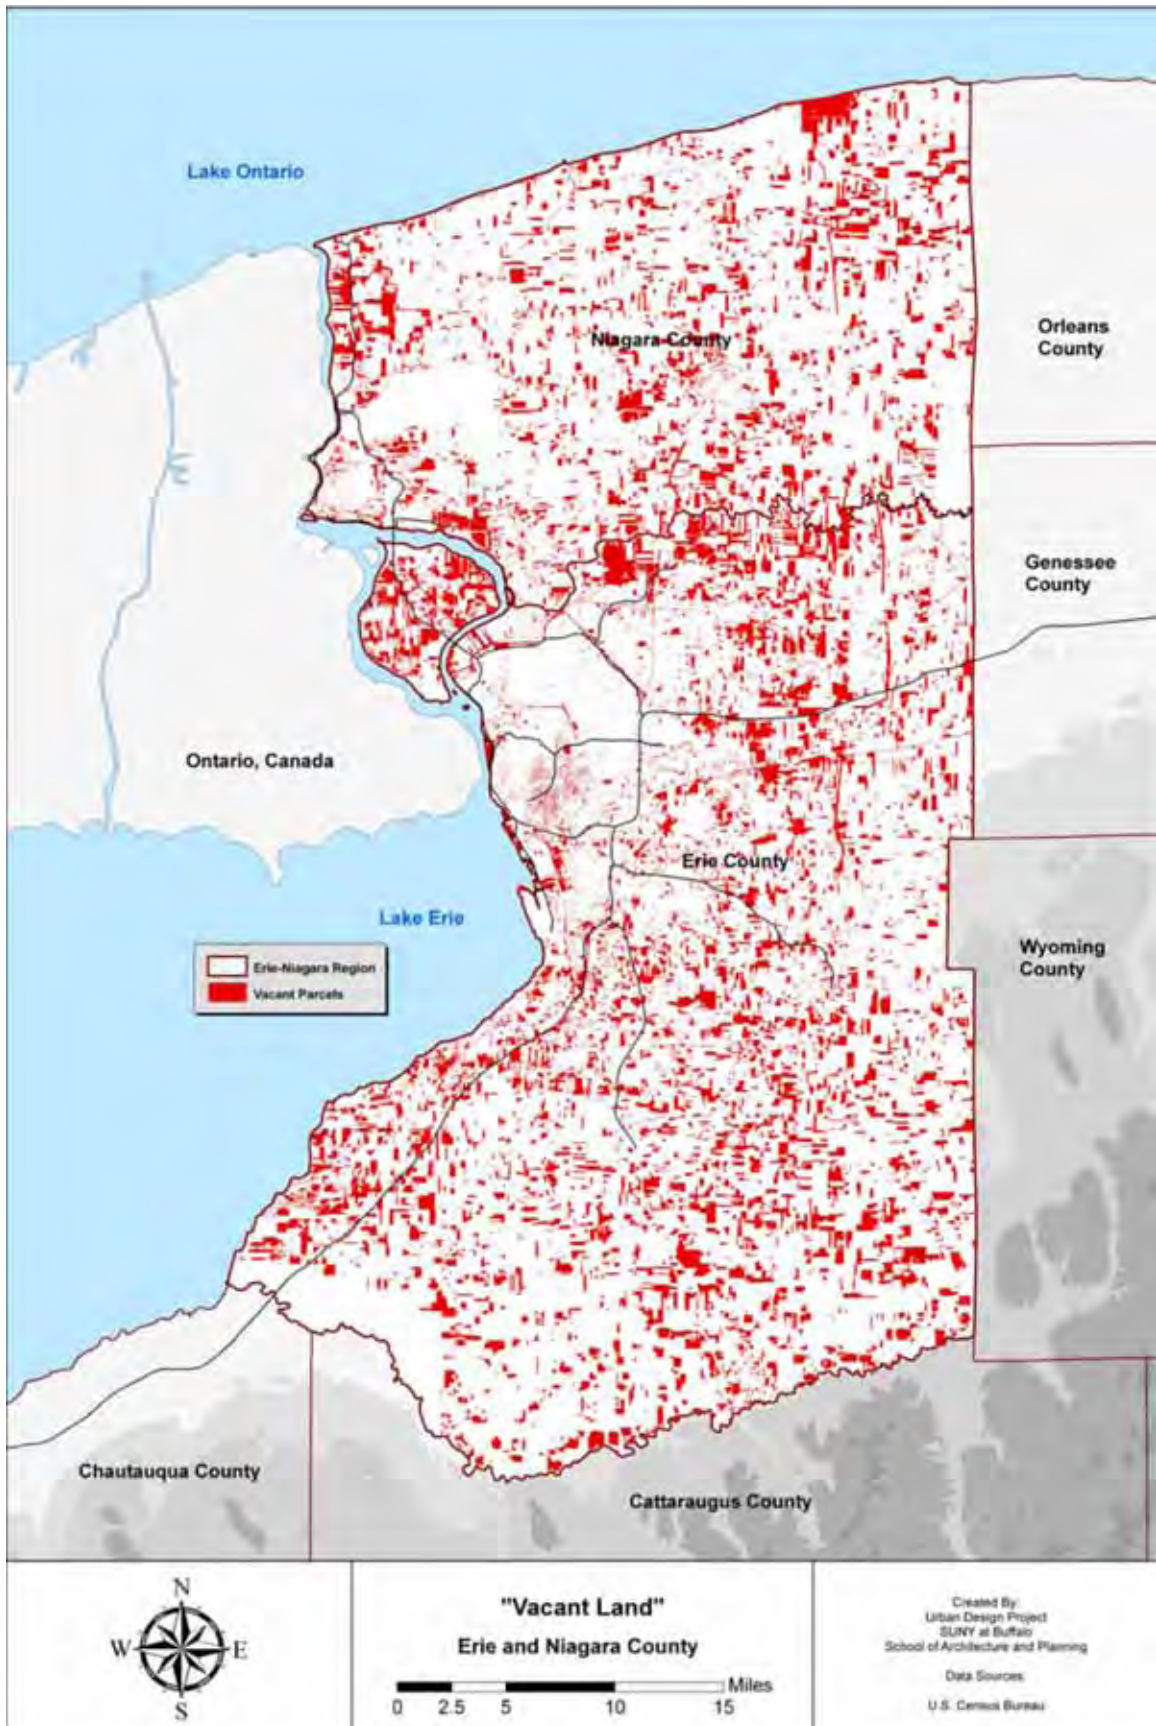 Lake Ontario
Niagara County
Orleans
County
Genessee
County
Ontario, Canada
Erie County
Lake Erie
Wyoming
County
Erie-Niagara Region
Vacant Parcels
Chautauqua County
Cattaraugus County
N
W
E
S
"Vacant Land"
Erie and Niagara County
Miles
0 2.5 5 10 15
Created By:
Urban Design Project
SUNY at Buffalo
School of Architecture and Planning
Data Sources:
U.S. Census Bureau